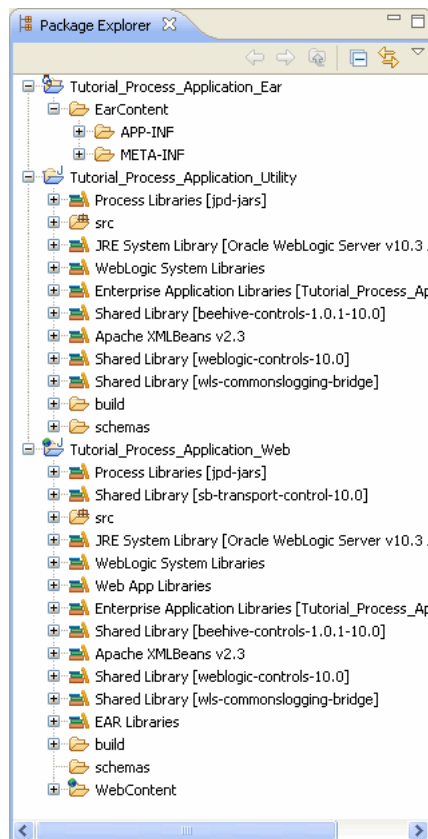 Package Explorer
Tutorial_Process_Application_Ear
EarContent
APP-INF
META-INF
Tutorial_Process_Application_Utility
Process Libraries [jpd-jars]
src
JRE System Library [Oracle WebLogic Server v10.3 .
WebLogic System Libraries
Enterprise Application Libraries [Tutorial_Process_Ap
Shared Library [beehive-controls-1.0.1-10.0]
Apache XMLBeans v2.3
Shared Library [weblogic-controls-10.0]
Shared Library [wls-commonslogging-bridge]
build
schemas
Tutorial_Process_Application_Web
Process Libraries [jpd-jars]
Shared Library [sb-transport-control-10.0]
src
JRE System Library [Oracle WebLogic Server v10.3 .
WebLogic System Libraries
Web App Libraries
Enterprise Application Libraries [Tutorial_Process_Ap
Shared Library [beehive-controls-1.0.1-10.0]
Apache XMLBeans v2.3
Shared Library [weblogic-controls-10.0]
Shared Library [wls-commonslogging-bridge]
EAR Libraries
build
schemas
WebContent